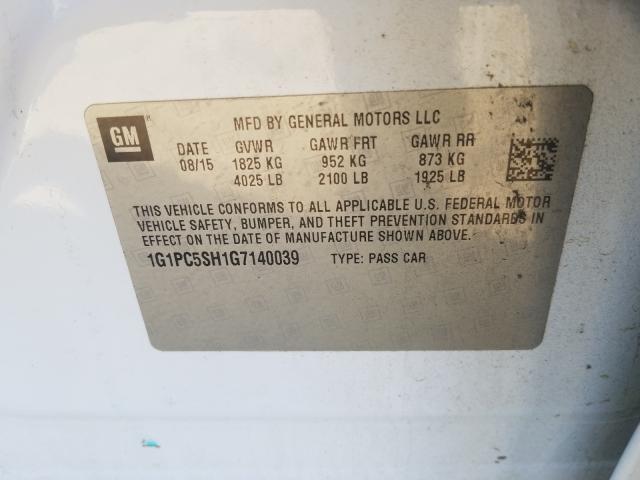 GM
MFD BY GENERAL MOTORS LLC
DATE GVWR GAWR FRT GAWR RR
08/15 1825 KG 952 KG 873 KG
4025 LB 2100 LB 1925 LB
THIS VEHICLE CONFORMS TO ALL APPLICABLE U.S. FEDERAL MOTOR
VEHICLE SAFETY, BUMPER, AND THEFT PREVENTION STANDARDS IN
EFFECT ON THE DATE OF MANUFACTURE SHOWN ABOVE.
1G1PC5SH1G7140039 TYPE: PASS CAR